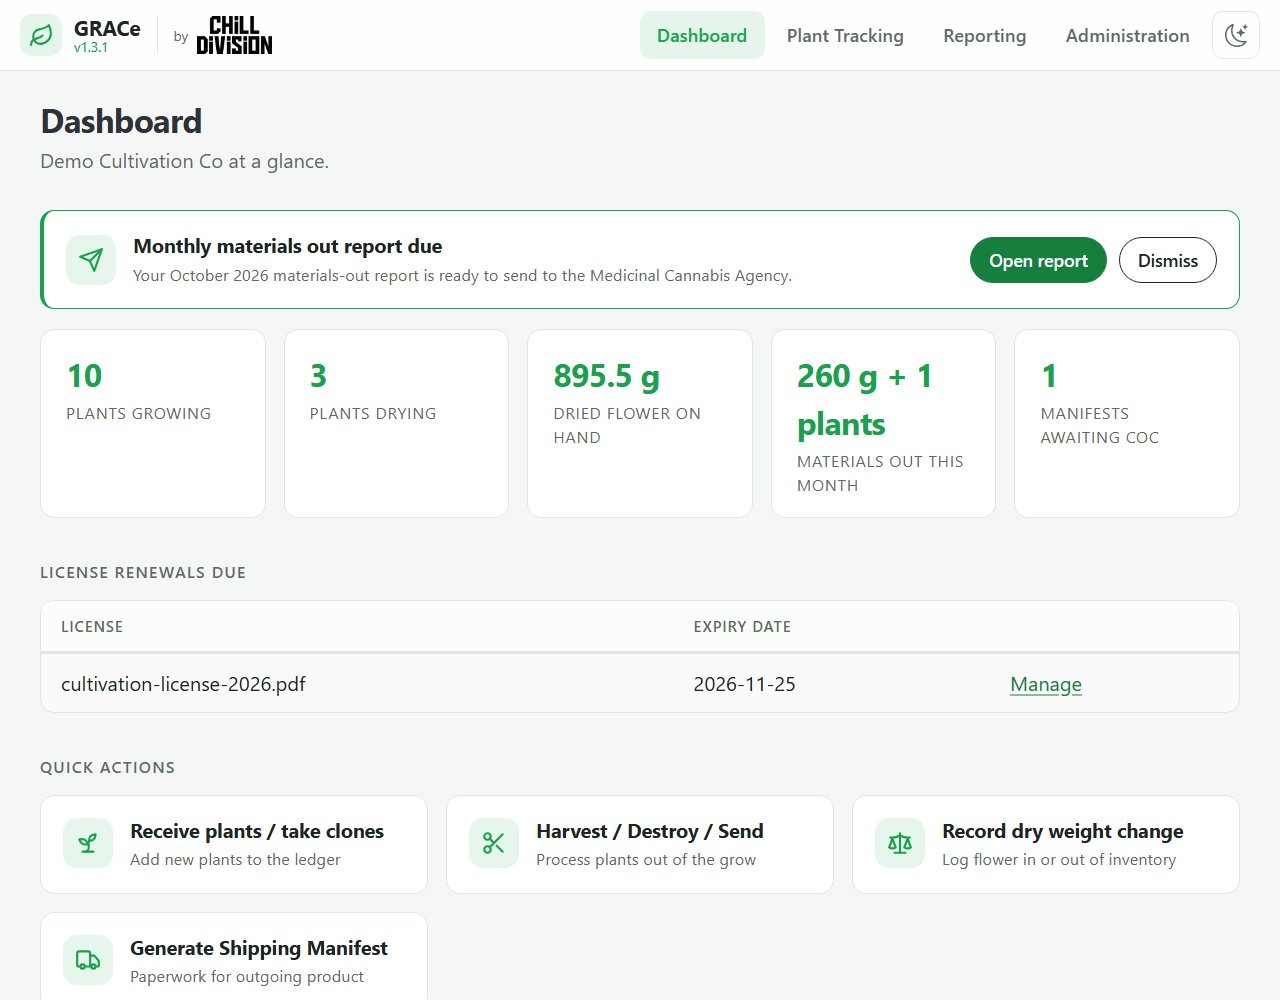 GRACe
v1.3.1
by
CHiLL
DiViSiON
Dashboard
Plant Tracking
Reporting
Administration
Dashboard
Demo Cultivation Co at a glance.
Monthly materials out report due
Your October 2026 materials-out report is ready to send to the Medicinal Cannabis Agency.
Open report
Dismiss
10
PLANTS GROWING
3
PLANTS DRYING
895.5 g
DRIED FLOWER ON
HAND
260 g + 1
plants
MATERIALS OUT THIS
MONTH
1
MANIFESTS
AWAITING COC
LICENSE RENEWALS DUE
LICENSE
EXPIRY DATE
cultivation-license-2026.pdf
2026-11-25
Manage
QUICK ACTIONS
Receive plants / take clones
Add new plants to the ledger
Harvest / Destroy / Send
Process plants out of the grow
Record dry weight change
Log flower in or out of inventory
Generate Shipping Manifest
Paperwork for outgoing product